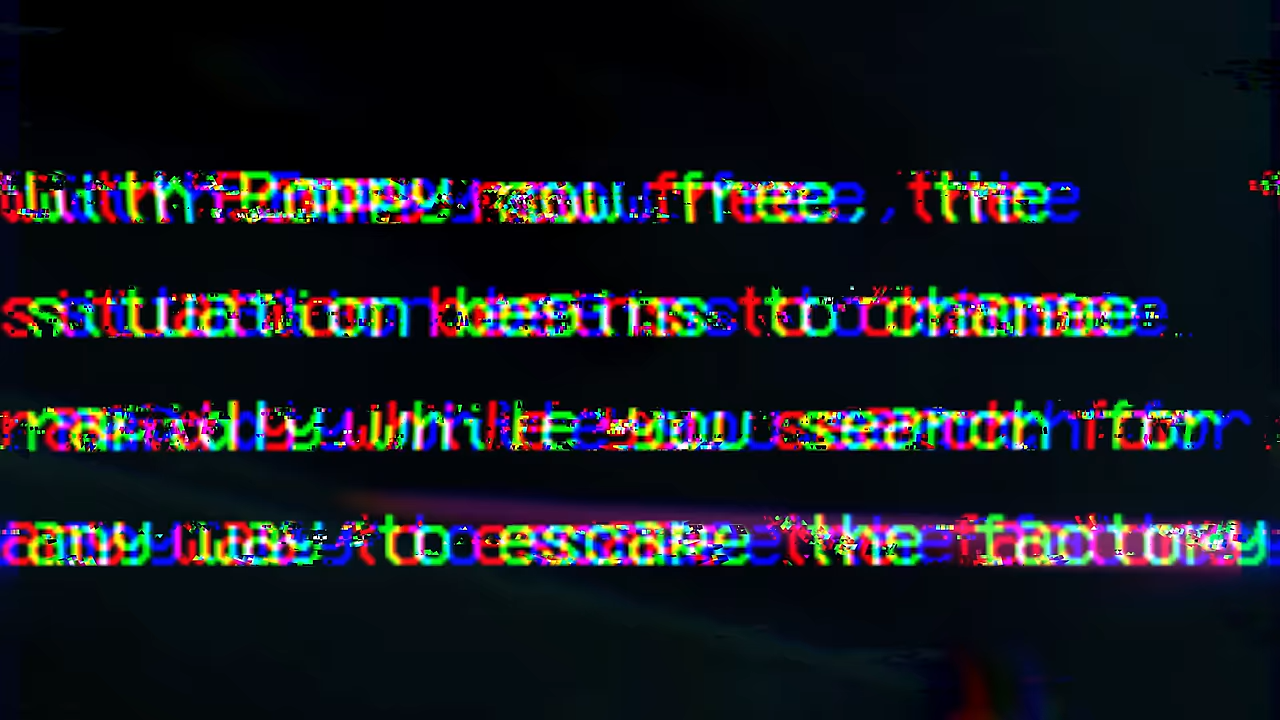 With Poppy now free, the
situation begins to change
rapidly while you search for
any way to escape the factory